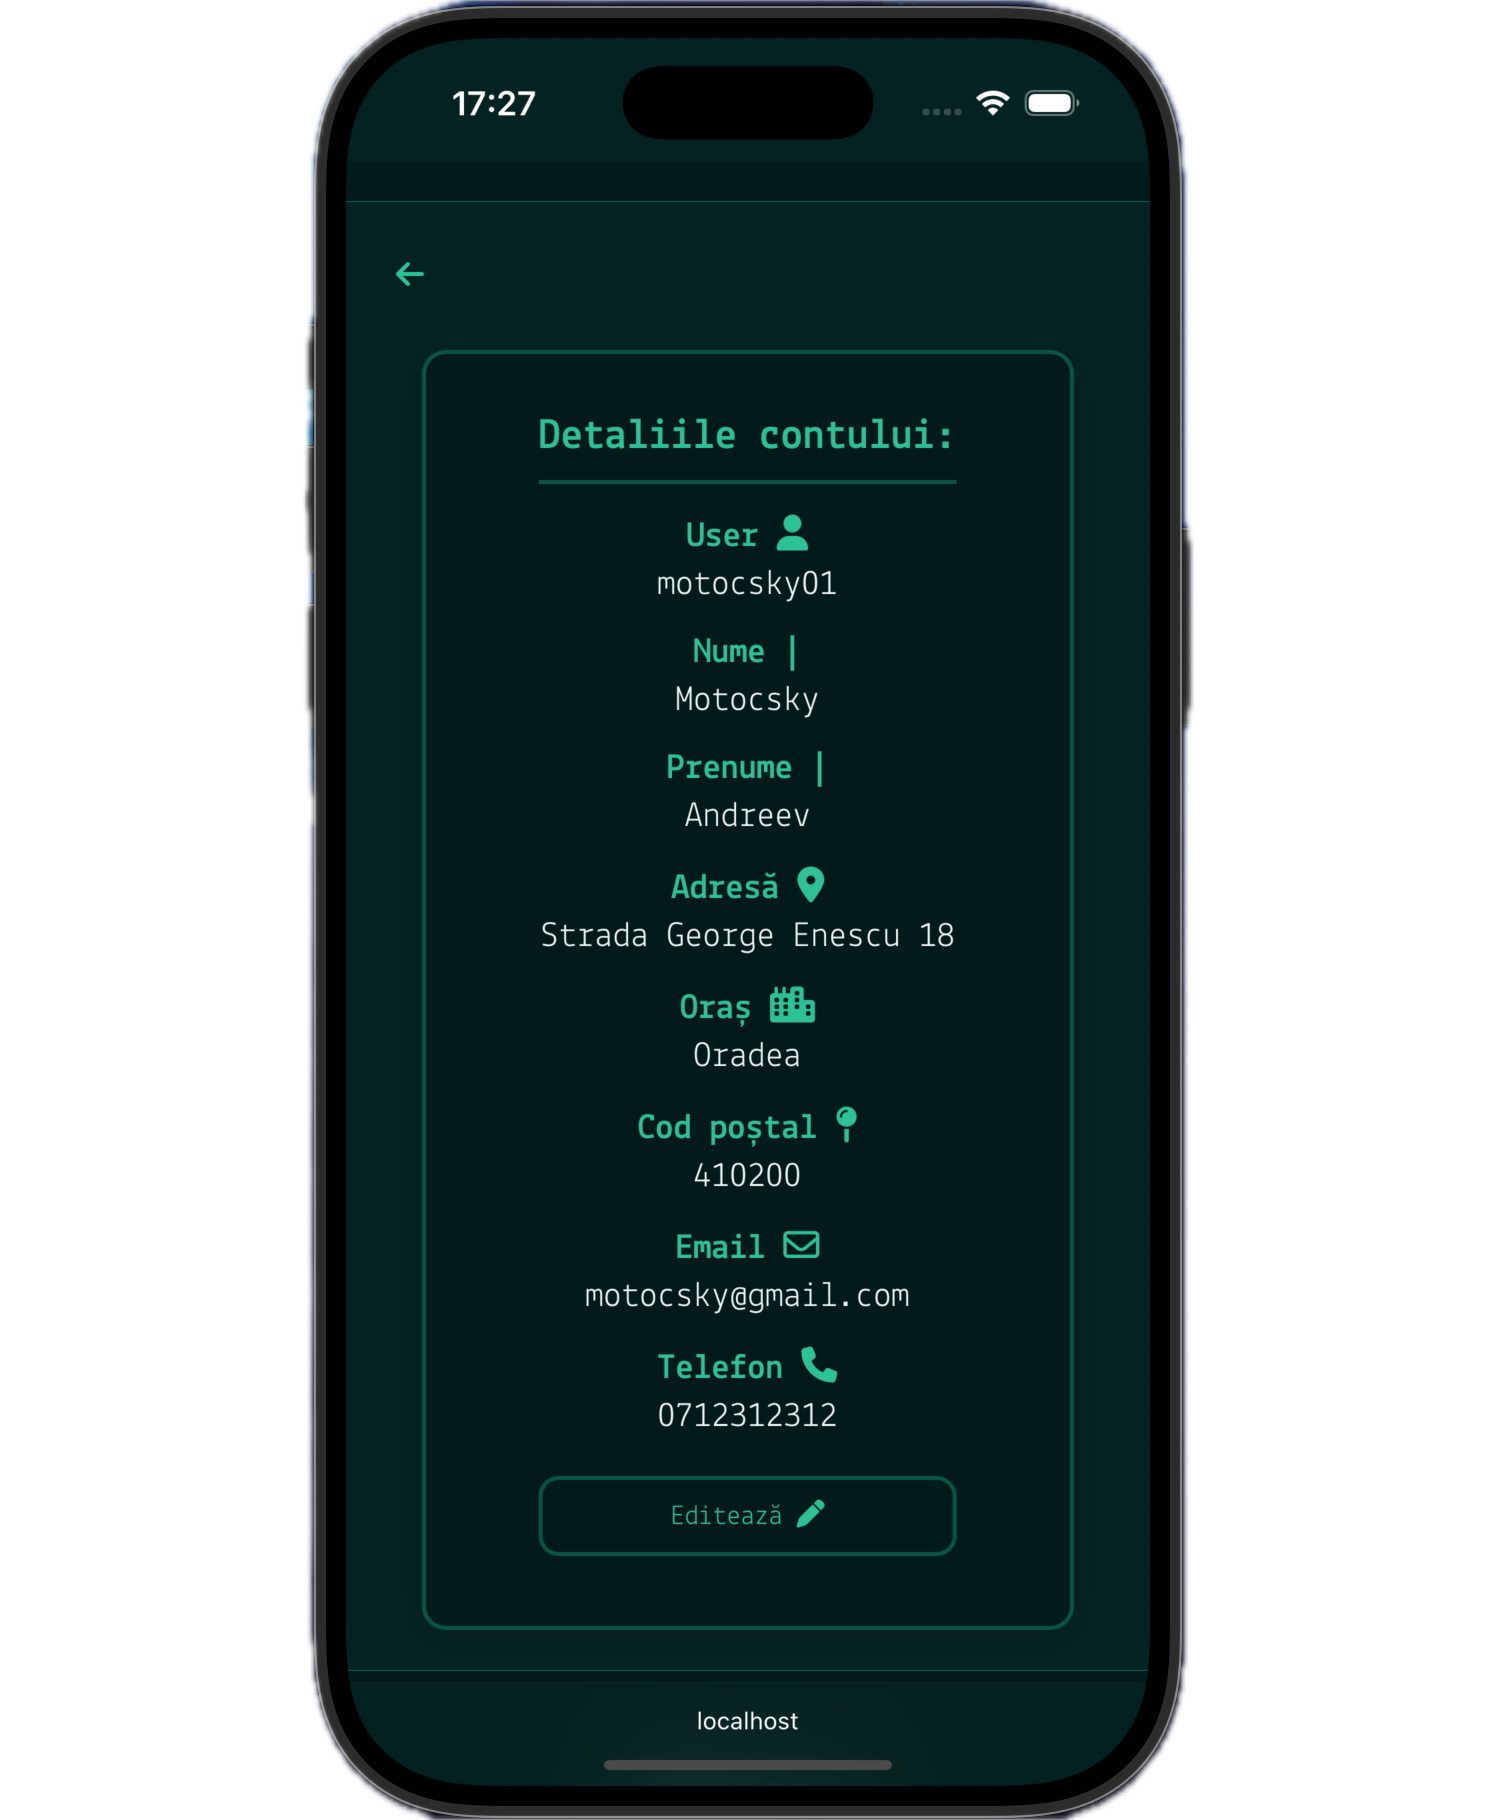 17:27
Detaliile contului:
User
motocsky01
Nume |
Motocsky
Prenume |
Andreev
Adresă
Strada George Enescu 18
Oraș
Oradea
Cod poștal
410200
Email
motocsky@gmail.com
Telefon
0712312312
Editează
localhost